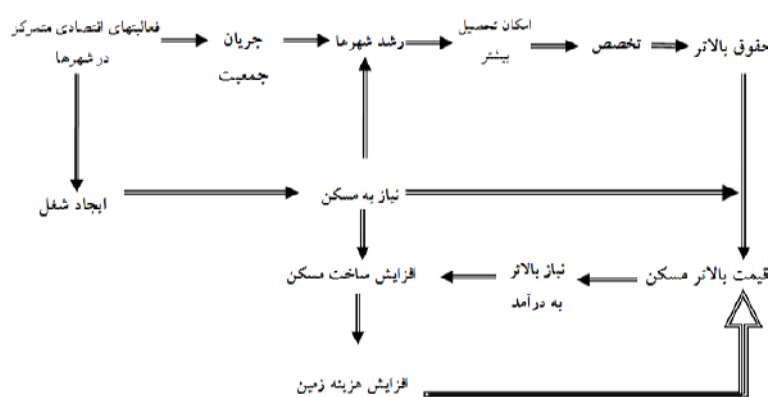 فعالیتهای اقتصادی متمرکز
در شهرها
جریان
جمعیت
رشد شهرها
امکان تحصیل
بیشتر
تخصص
حقوق بالاتر
ایجاد شغل
نیاز به مسکن
افزایش ساخت مسکن
نیاز بالاتر
به درآمد
قیمت بالاتر مسکن
افزایش هزینه زمین